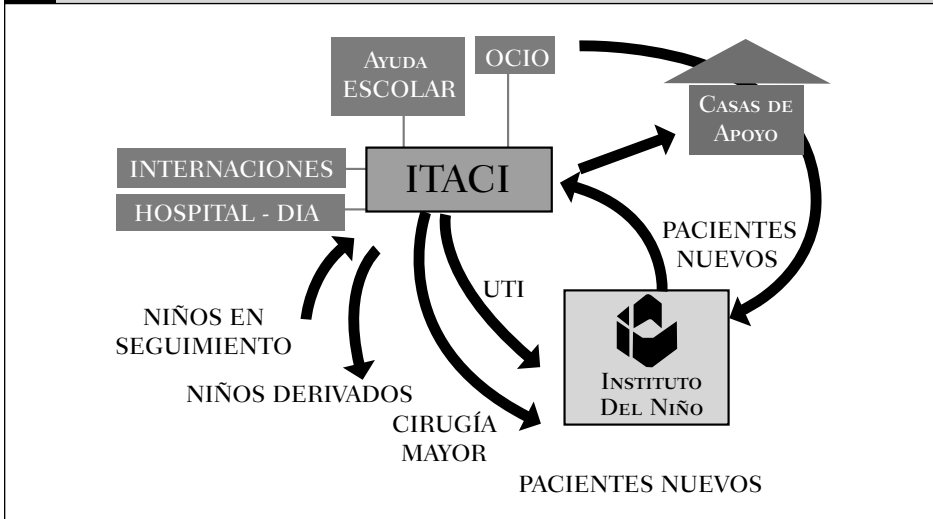 Ayuda
ESCOLAR
OCIO
Casas de
Apoyo
INTERNACIONES
ITACI
HOSPITAL - DIA
PACIENTES
NUEVOS
UTI
NIÑOS EN
SEGUIMIENTO
Instituto
Del Niño
NIÑOS DERIVADOS
CIRUGÍA
MAYOR
PACIENTES NUEVOS